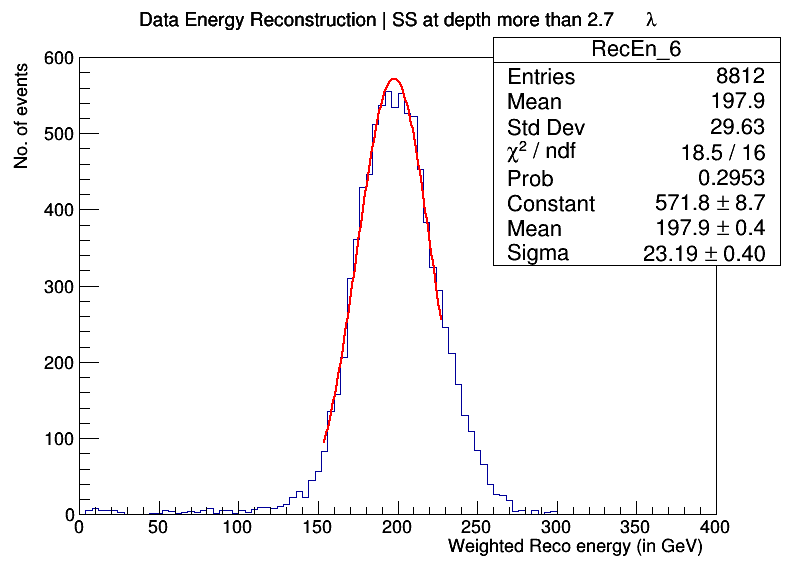 Data Energy Reconstruction | SS at depth more than 2.7 λ
RecEn_6
Entries 8812
Mean 197.9
Std Dev 29.63
χ² / ndf 18.5 / 16
Prob 0.2953
Constant 571.8 ± 8.7
Mean 197.9 ± 0.4
Sigma 23.19 ± 0.40
No. of events
600
500
400
300
200
100
0
0 50 100 150 200 250 300 350 400
Weighted Reco energy (in GeV)